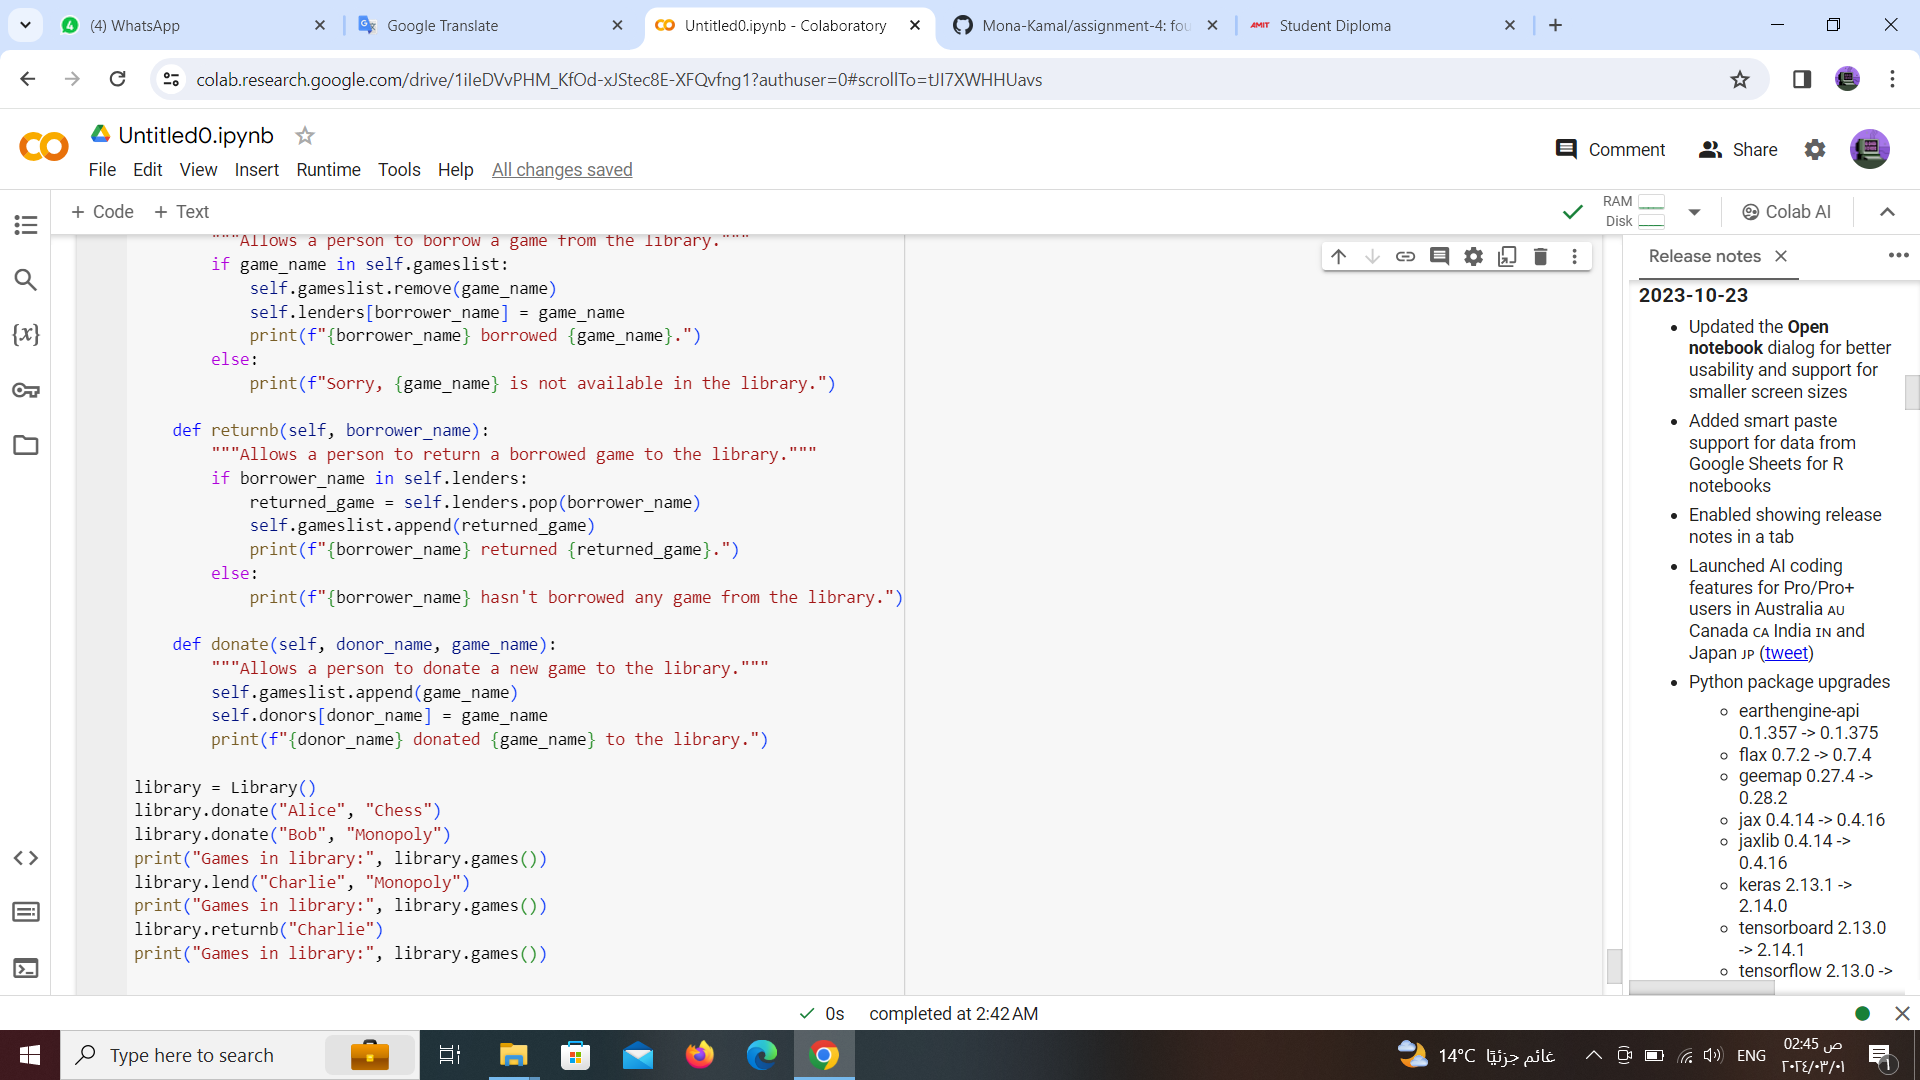 (4) WhatsApp
Google Translate
Untitled0.ipynb - Colaboratory
Mona-Kamal/assignment-4: fou
AMIT Student Diploma
colab.research.google.com/drive/1iIeDVvPHM_KfOd-xJStec8E-XFQvfng1?authuser=0#scrollTo=tJI7XWHHUavs
Untitled0.ipynb
File Edit View Insert Runtime Tools Help All changes saved
Comment Share
+ Code + Text
RAM
Disk
Colab AI
"""Allows a person to borrow a game from the library."""
if game_name in self.gameslist:
self.gameslist.remove(game_name)
self.lenders[borrower_name] = game_name
print(f"{borrower_name} borrowed {game_name}.")
else:
print(f"Sorry, {game_name} is not available in the library.")
def returnb(self, borrower_name):
"""Allows a person to return a borrowed game to the library."""
if borrower_name in self.lenders:
returned_game = self.lenders.pop(borrower_name)
self.gameslist.append(returned_game)
print(f"{borrower_name} returned {returned_game}.")
else:
print(f"{borrower_name} hasn't borrowed any game from the library.")
def donate(self, donor_name, game_name):
"""Allows a person to donate a new game to the library."""
self.gameslist.append(game_name)
self.donors[donor_name] = game_name
print(f"{donor_name} donated {game_name} to the library.")
library = Library()
library.donate("Alice", "Chess")
library.donate("Bob", "Monopoly")
print("Games in library:", library.games())
library.lend("Charlie", "Monopoly")
print("Games in library:", library.games())
library.returnb("Charlie")
print("Games in library:", library.games())
Release notes
2023-10-23
Updated the Open
notebook dialog for better
usability and support for
smaller screen sizes
Added smart paste
support for data from
Google Sheets for R
notebooks
Enabled showing release
notes in a tab
Launched AI coding
features for Pro/Pro+
users in Australia AU
Canada CA India IN and
Japan JP (tweet)
Python package upgrades
earthengine-api
0.1.357 -> 0.1.375
flax 0.7.2 -> 0.7.4
geemap 0.27.4 ->
0.28.2
jax 0.4.14 -> 0.4.16
jaxlib 0.4.14 ->
0.4.16
keras 2.13.1 ->
2.14.0
tensorboard 2.13.0
-> 2.14.1
tensorflow 2.13.0 ->
0s completed at 2:42 AM
Type here to search
14°C غائم جزئيًا
ENG
02:45 ص
٢٠٢٤/٠٣/٠١
١